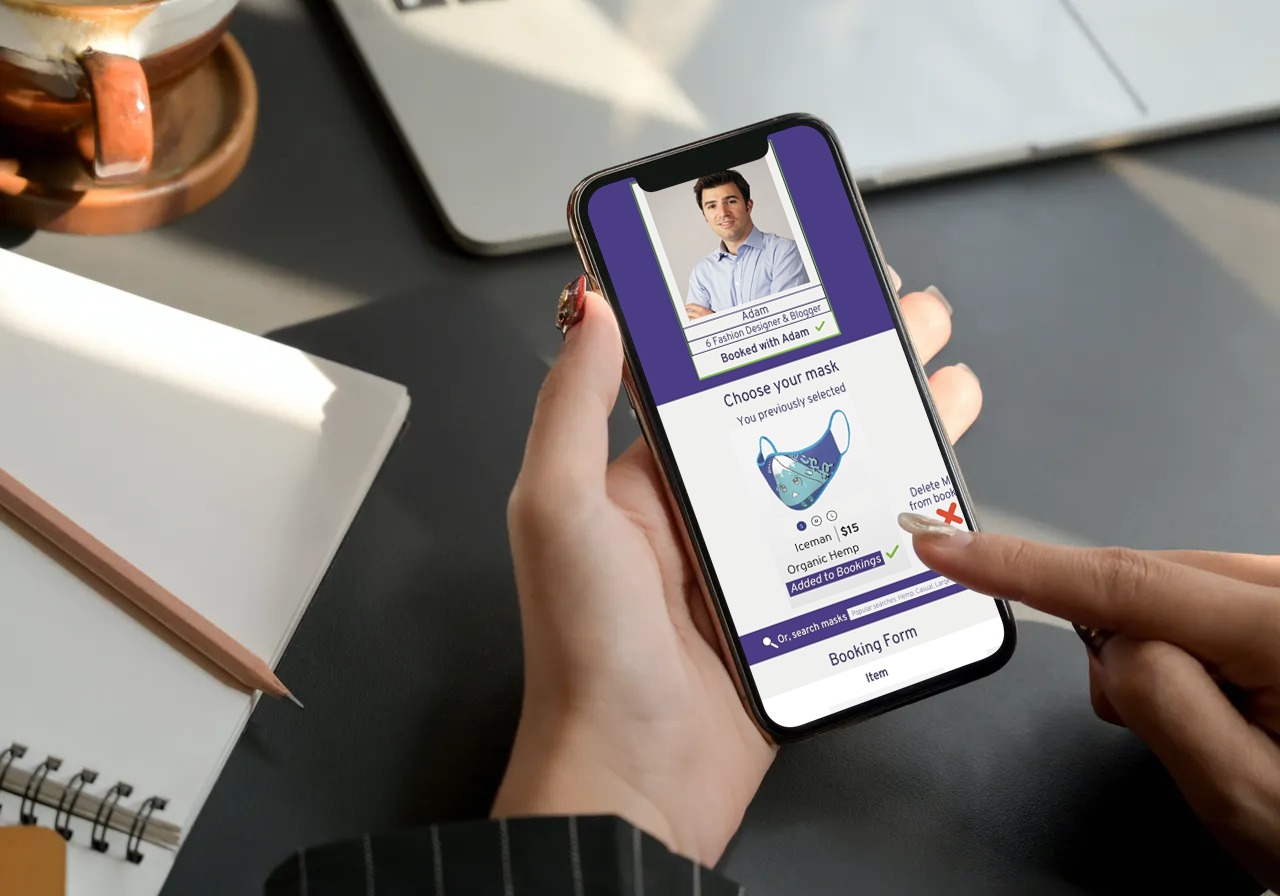 Adam
6 Fashion Designer & Blogger
Booked with Adam
Choose your mask
You previously selected
S M L
Iceman | $15
Organic Hemp
Added to Bookings
Delete M
from book
Or, search masks
Popular searches, Hemp, Casual, Large
Booking Form
Item